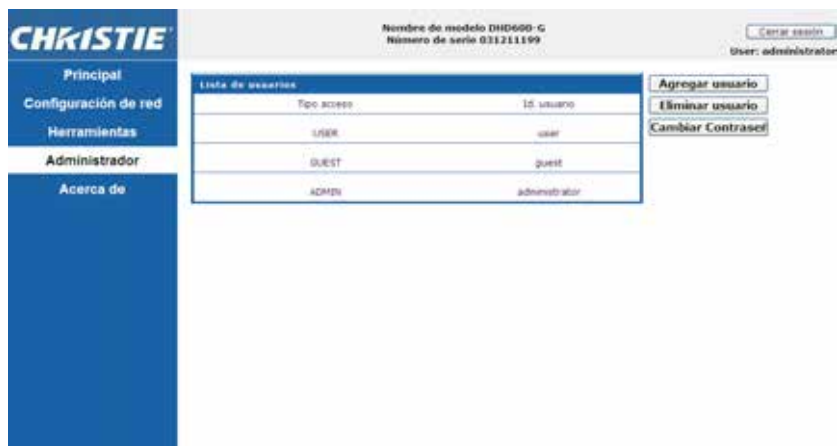 CHRISTIE
Nombre de modelo DHD600-G
Número de serie 031211199
Cerrar sesión
User: administrator
Principal
Configuración de red
Herramientas
Administrador
Acerca de
Lista de usuarios
Tipo acceso Id. usuario
USER user
GUEST guest
ADMIN administrator
Agregar usuario
Eliminar usuario
Cambiar Contraseñ